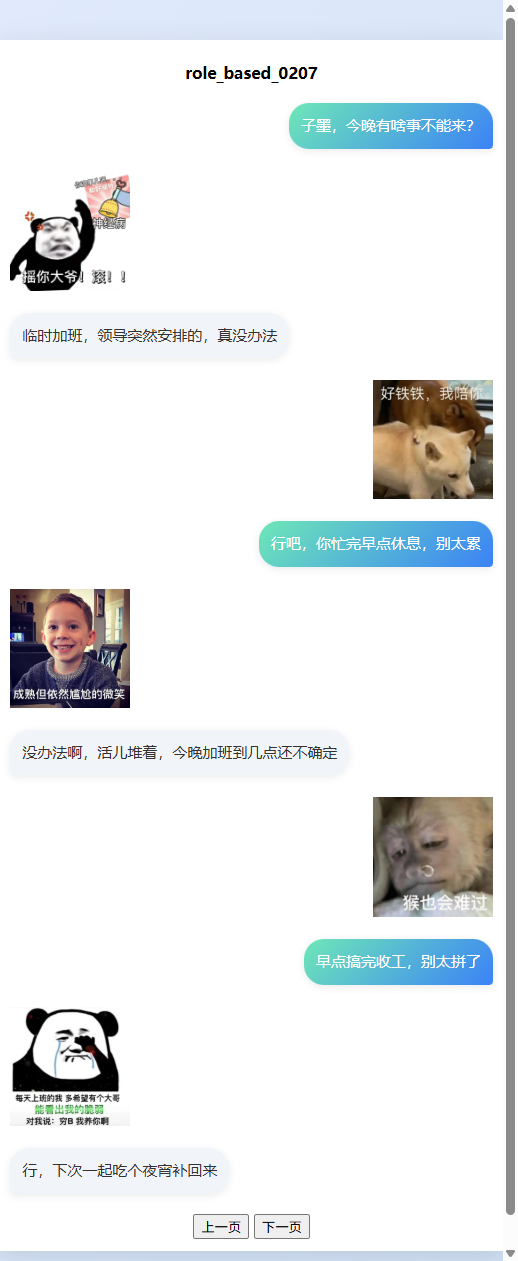 role_based_0207
子墨，今晚有啥事不能来？
神经病
摇你大爷！滚！！
临时加班，领导突然安排的，真没办法
好铁铁，我陪你
行吧，你忙完早点休息，别太累
成熟但依然尴尬的微笑
没办法啊，活儿堆着，今晚加班到几点还不确定
猴也会难过
早点搞完收工，别太拼了
每天上班的我 多希望有个大哥
能看出我的脆弱
对我说：穷B 我养你啊
行，下次一起吃个夜宵补回来
上一页 下一页